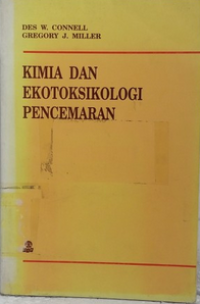 DES W. CONNELL
GREGORY J. MILLER
KIMIA DAN
EKOTOKSIKOLOGI
PENCEMARAN